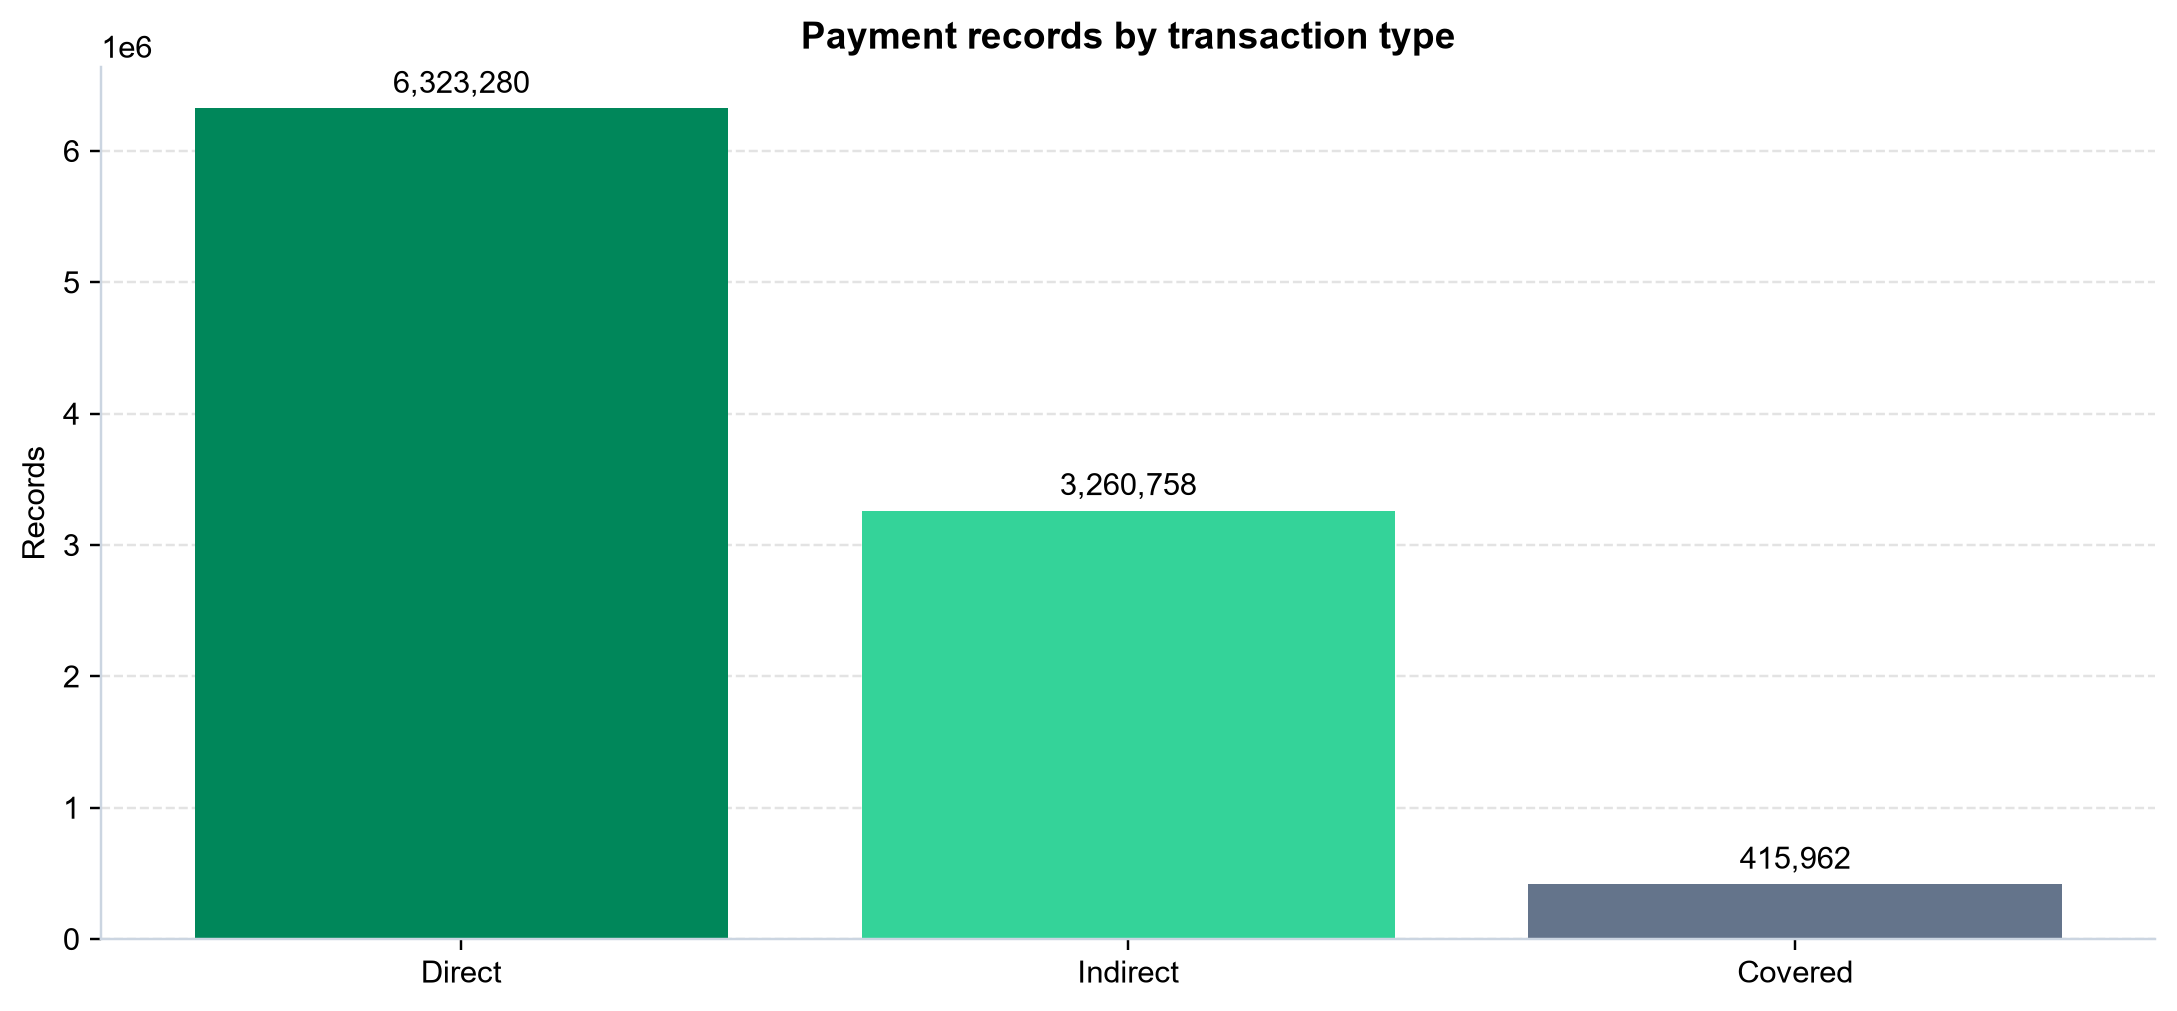 Payment records by transaction type
1e6
6,323,280
6
5
4
3,260,758
Records
3
2
1
415,962
0
Direct
Indirect
Covered